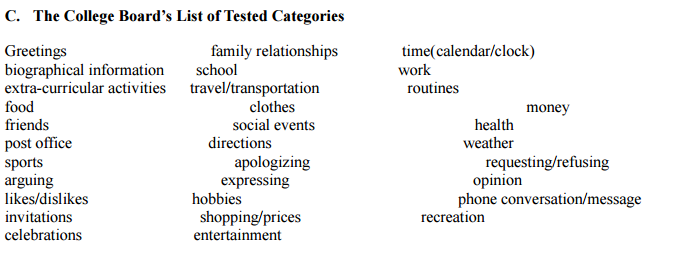 C. The College Board's List of Tested Categories
Greetings family relationships time(calendar/clock)
biographical information school work
extra-curricular activities travel/transportation routines
food clothes money
friends social events health
post office directions weather
sports apologizing requesting/refusing
arguing expressing opinion
likes/dislikes hobbies phone conversation/message
invitations shopping/prices recreation
celebrations entertainment